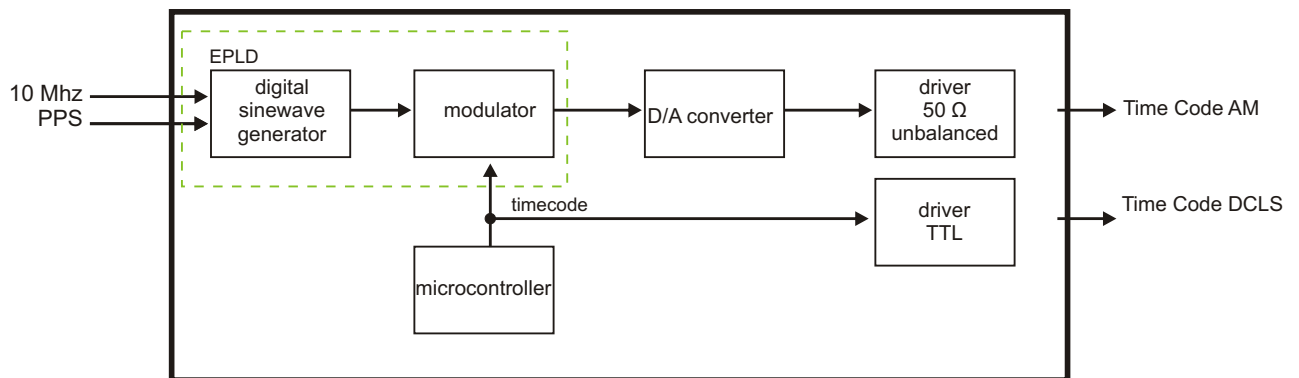 EPLD
10 Mhz
PPS
digital
sinewave
generator
modulator
D/A converter
driver
50 Ω
unbalanced
Time Code AM
timecode
driver
TTL
Time Code DCLS
microcontroller